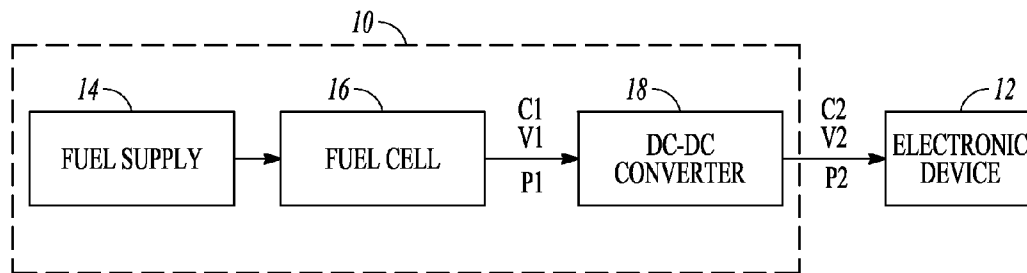 10
14
FUEL SUPPLY
16
FUEL CELL
C1
V1
P1
18
DC-DC
CONVERTER
C2
V2
P2
12
ELECTRONIC
DEVICE